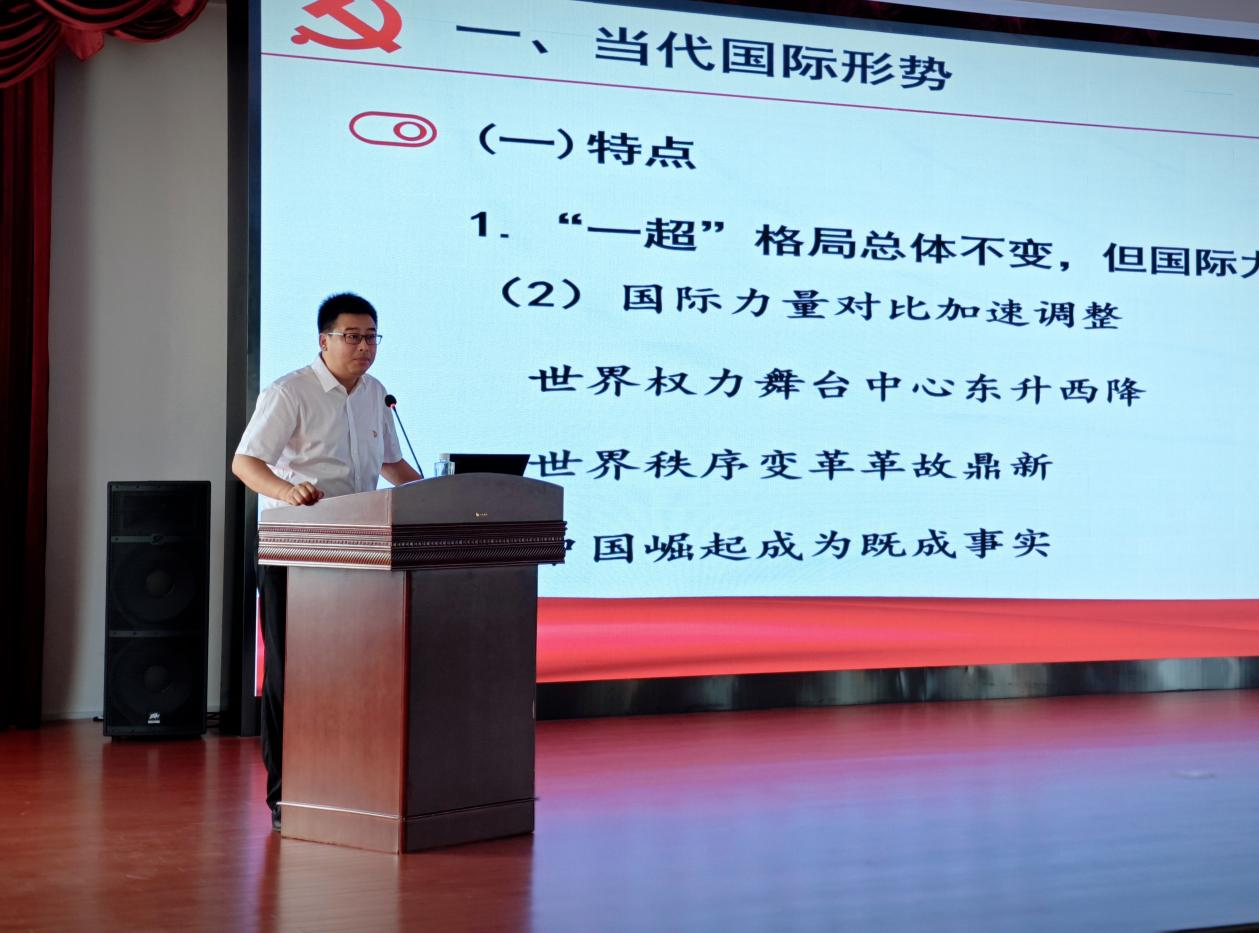 一、当代国际形势
(一)特点
1. “一超”格局总体不变，但国际
（2） 国际力量对比加速调整
世界权力舞台中心东升西降
世界秩序变革革故鼎新
国崛起成为既成事实